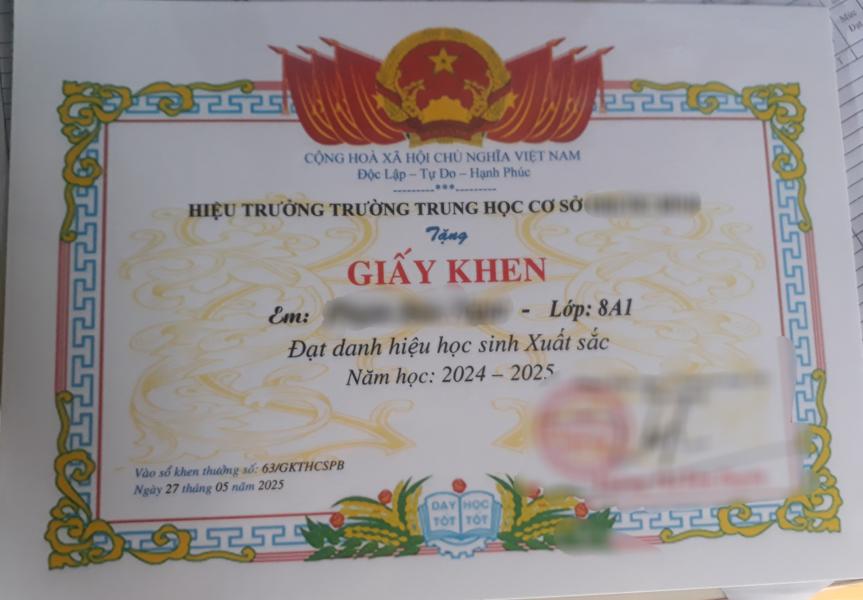 CỘNG HOÀ XÃ HỘI CHỦ NGHĨA VIỆT NAM
Độc Lập – Tự Do – Hạnh Phúc
---------***---------
HIỆU TRƯỞNG TRƯỜNG TRUNG HỌC CƠ SỞ
Tặng
GIẤY KHEN
Em: - Lớp: 8A1
Đạt danh hiệu học sinh Xuất sắc
Năm học: 2024 – 2025
Vào sổ khen thưởng số: 63/GKTHCSPB
Ngày 27 tháng 05 năm 2025
DẠY TỐT HỌC TỐT